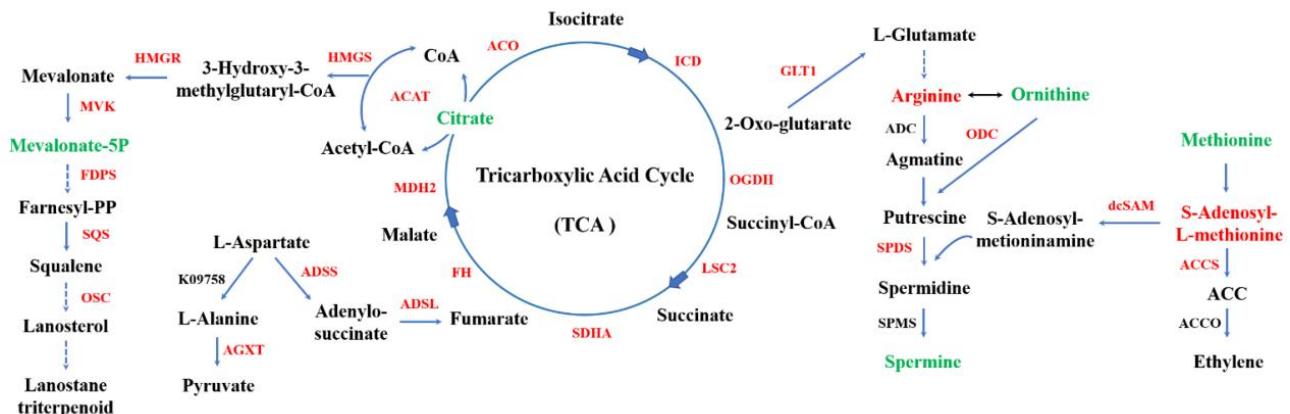 Isocitrate
ACO
ICD
HMGR
HMGS
CoA
Mevalonate
3-Hydroxy-3-
methylglutaryl-CoA
MVK
ACAT
Citrate
Acetyl-CoA
Mevalonate-5P
FDPS
Farnesyl-PP
SQS
Squalene
OSC
Lanosterol
Lanostane
triterpenoid
MDH2
Tricarboxylic Acid Cycle
(TCA )
OGDH
Succinyl-CoA
LSC2
Succinate
SDHA
Malate
FH
L-Aspartate
K09758
ADSS
L-Alanine
AGXT
Pyruvate
Adenylo-
succinate
ADSL
Fumarate
2-Oxo-glutarate
GLT1
L-Glutamate
Arginine
Ornithine
ADC
ODC
Agmatine
Putrescine
SPDS
S-Adenosyl-
metioninamine
dcSAM
Methionine
S-Adenosyl-
L-methionine
Spermidine
SPMS
Spermine
ACCS
ACC
ACCO
Ethylene